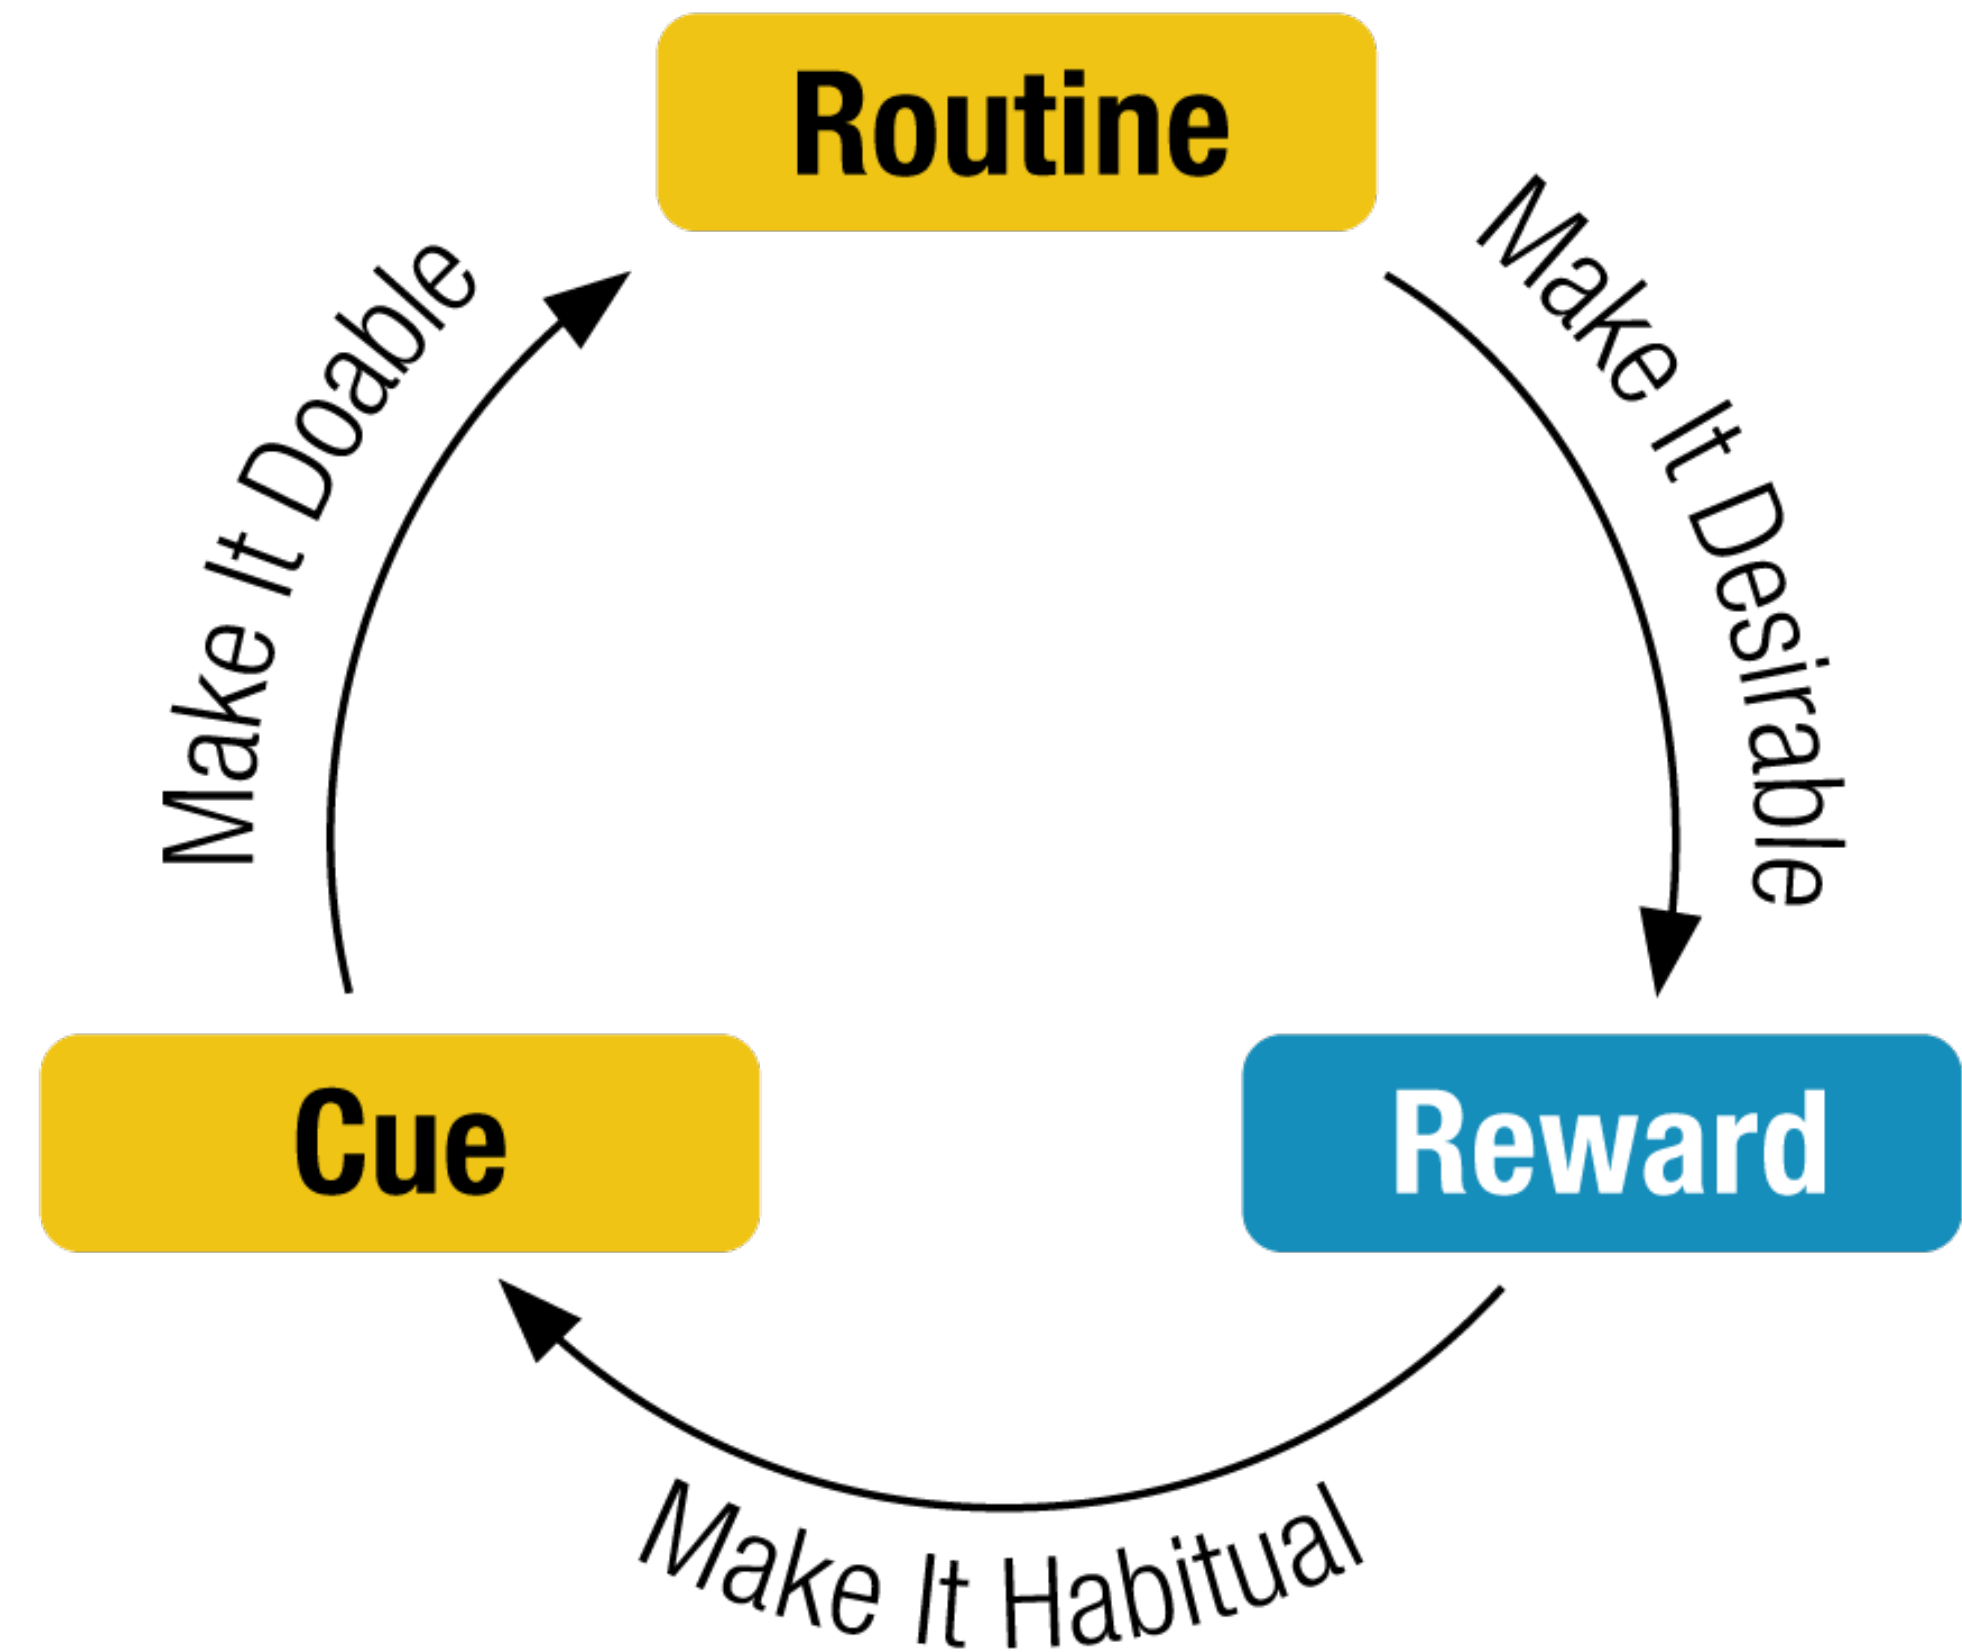 Routine
Make It Doable
Make It Desirable
Cue
Reward
Make It Habitual